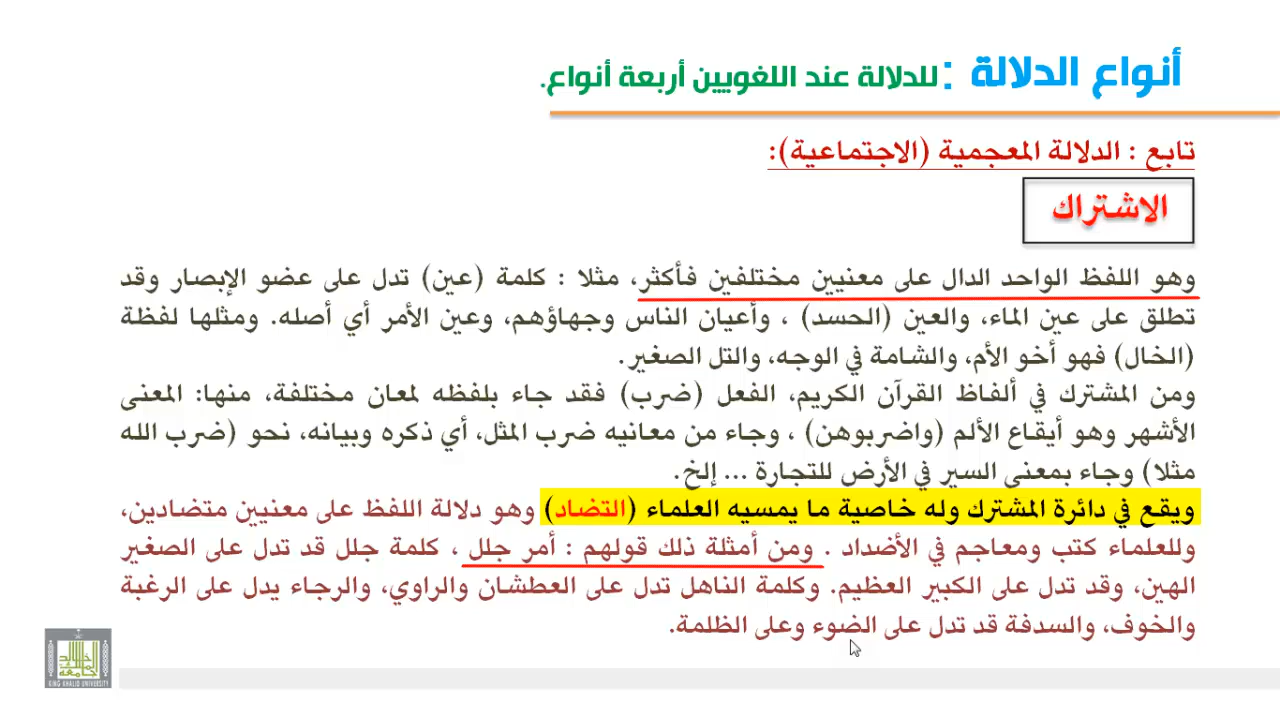 أنواع الدلالة : للدلالة عند اللغويين أربعة أنواع.
تابع : الدلالة المعجمية (الاجتماعية):
الاشتراك
وهو اللفظ الواحد الدال على معنيين مختلفين فأكثر، مثلا : كلمة (عين) تدل على عضو الإبصار وقد
تطلق على عين الماء، والعين (الحسد) ، وأعيان الناس وجهاؤهم، وعين الأمر أي أصله. ومثلها لفظة
(الخال) فهو أخو الأم، والشامة في الوجه، والتل الصغير.
ومن المشترك في ألفاظ القرآن الكريم، الفعل (ضرب) فقد جاء بلفظه لمعان مختلفة، منها: المعنى
الأشهر وهو أيقاع الألم (واضربوهن) ، وجاء من معانيه ضرب المثل، أي ذكره وبيانه، نحو (ضرب الله
مثلا) وجاء بمعنى السير في الأرض للتجارة ... إلخ.
ويقع في دائرة المشترك وله خاصية ما يمسيه العلماء (التضاد) وهو دلالة اللفظ على معنيين متضادين،
وللعلماء كتب ومعاجم في الأضداد . ومن أمثلة ذلك قولهم : أمر جلل ، كلمة جلل قد تدل على الصغير
الهين، وقد تدل على الكبير العظيم. وكلمة الناهل تدل على العطشان والراوي، والرجاء يدل على الرغبة
والخوف، والسدفة قد تدل على الضوء وعلى الظلمة.
KING KHALID UNIVERSITY